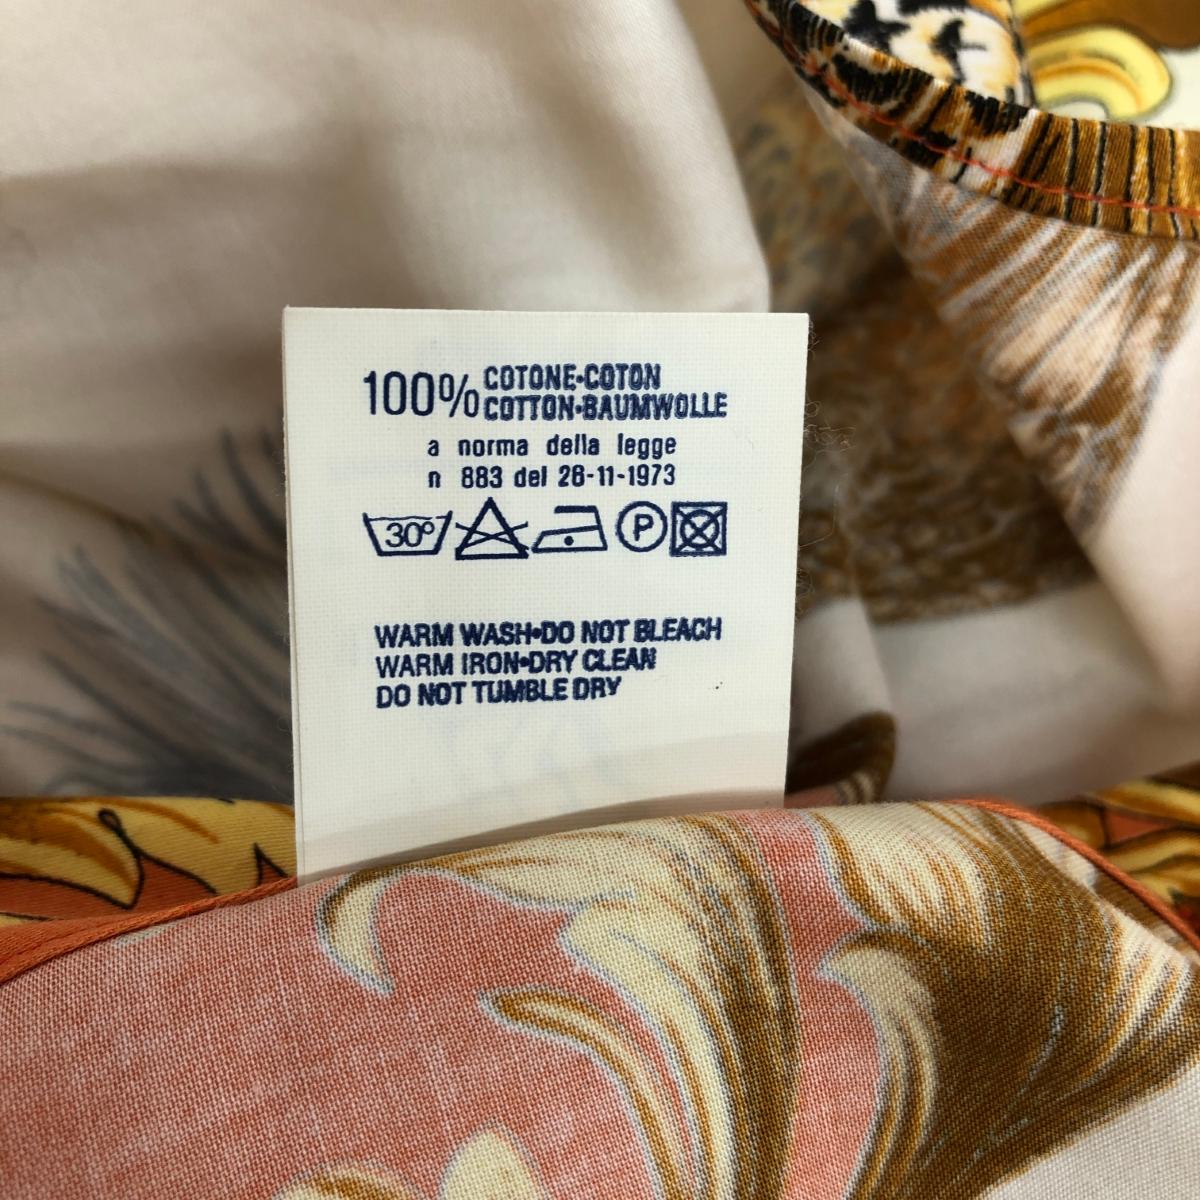 100% COTONE•COTON
COTTON•BAUMWOLLE
a norma della legge
n 883 del 26-11-1973
30° P
WARM WASH•DO NOT BLEACH
WARM IRON•DRY CLEAN
DO NOT TUMBLE DRY